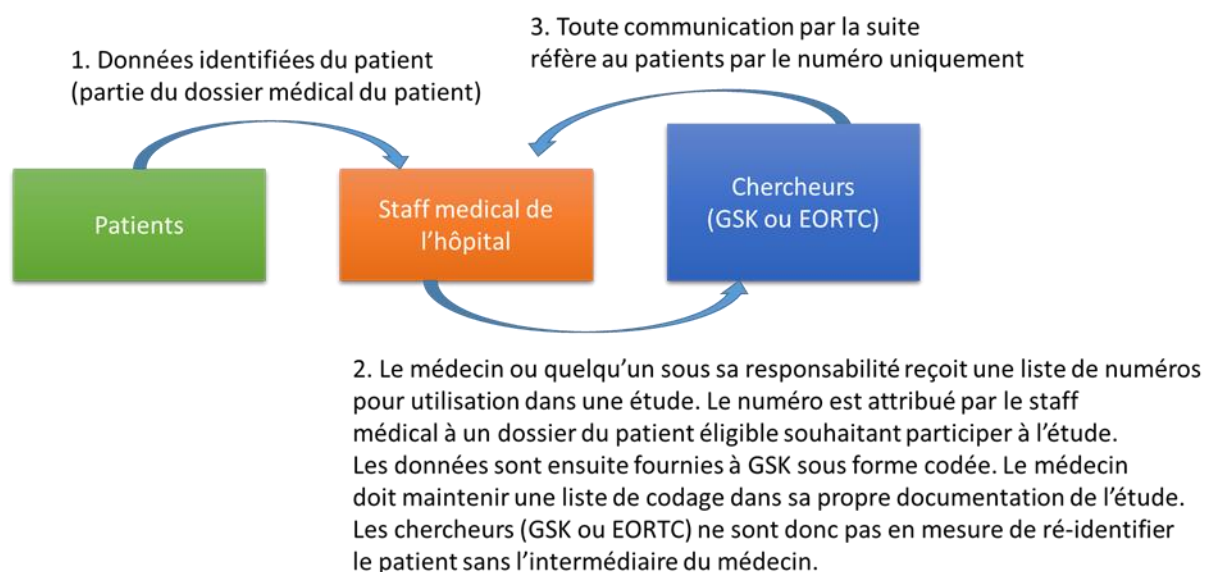 1. Données identifiées du patient
(partie du dossier médical du patient)
3. Toute communication par la suite
réfère au patients par le numéro uniquement
Patients
Staff medical de
l'hôpital
Chercheurs
(GSK ou EORTC)
2. Le médecin ou quelqu'un sous sa responsabilité reçoit une liste de numéros
pour utilisation dans une étude. Le numéro est attribué par le staff
médical à un dossier du patient éligible souhaitant participer à l'étude.
Les données sont ensuite fournies à GSK sous forme codée. Le médecin
doit maintenir une liste de codage dans sa propre documentation de l'étude.
Les chercheurs (GSK ou EORTC) ne sont donc pas en mesure de ré-identifier
le patient sans l'intermédiaire du médecin.